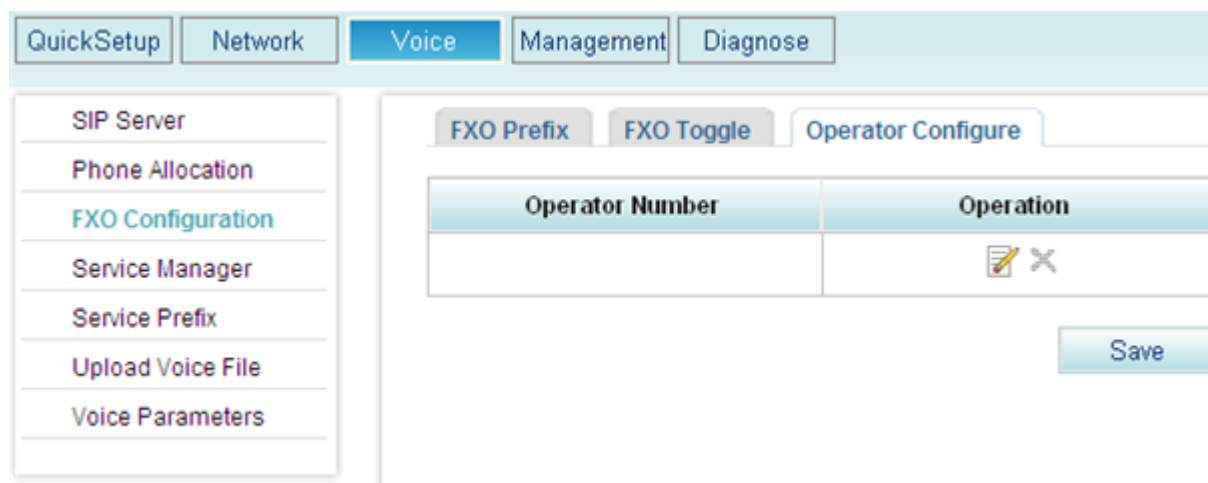 QuickSetup Network Voice Management Diagnose
SIP Server
Phone Allocation
FXO Configuration
Service Manager
Service Prefix
Upload Voice File
Voice Parameters
FXO Prefix FXO Toggle Operator Configure
Operator Number Operation
Save